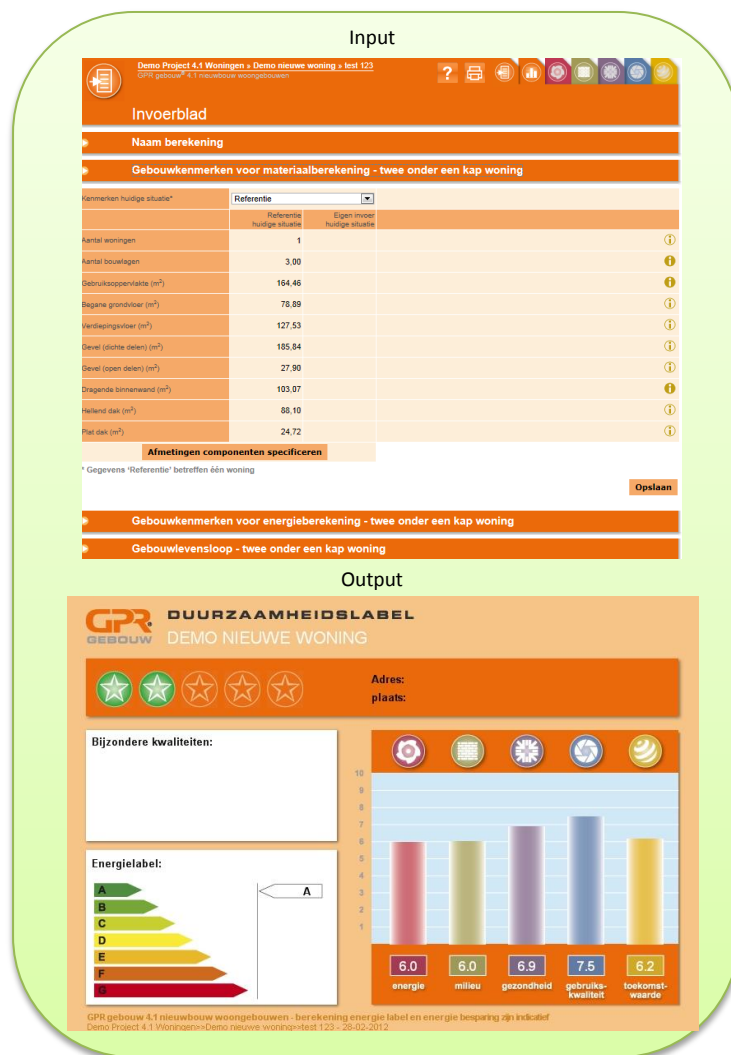 Input
Demo Project 4.1 Woningen » Demo nieuwe woning » test 123
GPR gebouw® 4.1 nieuwbouw woongebouwen
?
Invoerblad
Naam berekening
Gebouwkenmerken voor materiaalberekening - twee onder een kap woning
Kenmerken huidige situatie* Referentie
Referentie huidige situatie Eigen invoer huidige situatie
Aantal woningen 1
Aantal bouwlagen 3,00
Gebruiksoppervlakte (m²) 164,46
Begane grondvloer (m²) 78,89
Verdiepingsvloer (m²) 127,53
Gevel (dichte delen) (m²) 185,84
Gevel (open delen) (m²) 27,90
Dragende binnenwand (m²) 103,07
Hellend dak (m²) 88,10
Plat dak (m²) 24,72
Afmetingen componenten specificeren
* Gegevens 'Referentie' betreffen één woning
Opslaan
Gebouwkenmerken voor energieberekening - twee onder een kap woning
Gebouwlevensloop - twee onder een kap woning
Output
GPR GEBOUW
DUURZAAMHEIDSLABEL
DEMO NIEUWE WONING
Adres:
plaats:
Bijzondere kwaliteiten:
Energielabel:
A
B
C
D
E
F
G
A
10
9
8
7
6
5
4
3
2
1
6.0 6.0 6.9 7.5 6.2
energie milieu gezondheid gebruiks-kwaliteit toekomst-waarde
GPR gebouw 4.1 nieuwbouw woongebouwen - berekening energie label en energie besparing zijn indicatief
Demo Project 4.1 Woningen>>Demo nieuwe woning>>test 123 - 28-02-2012